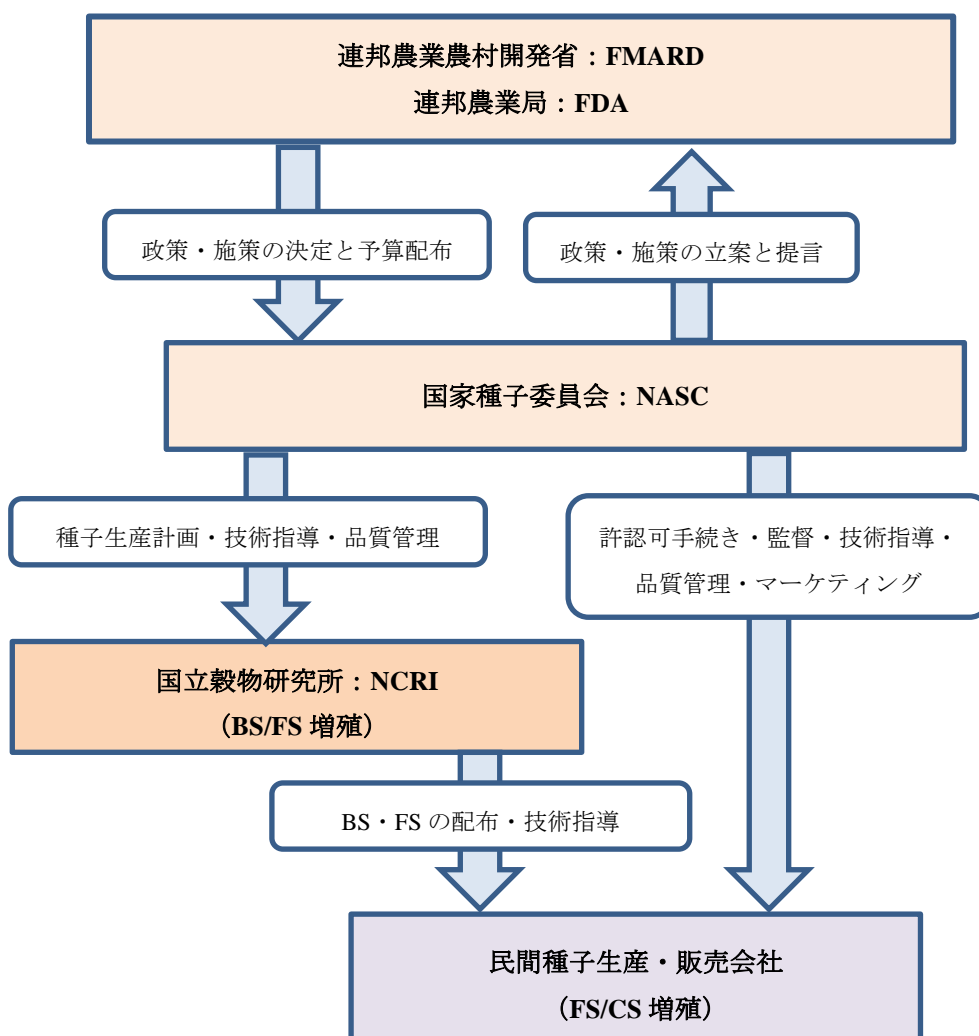 連邦農業農村開発省：FMARD
連邦農業局：FDA
政策・施策の決定と予算配布
政策・施策の立案と提言
国家種子委員会：NASC
種子生産計画・技術指導・品質管理
許認可手続き・監督・技術指導・
品質管理・マーケティング
国立穀物研究所：NCRI
（BS/FS 増殖）
BS・FS の配布・技術指導
民間種子生産・販売会社
（FS/CS 増殖）